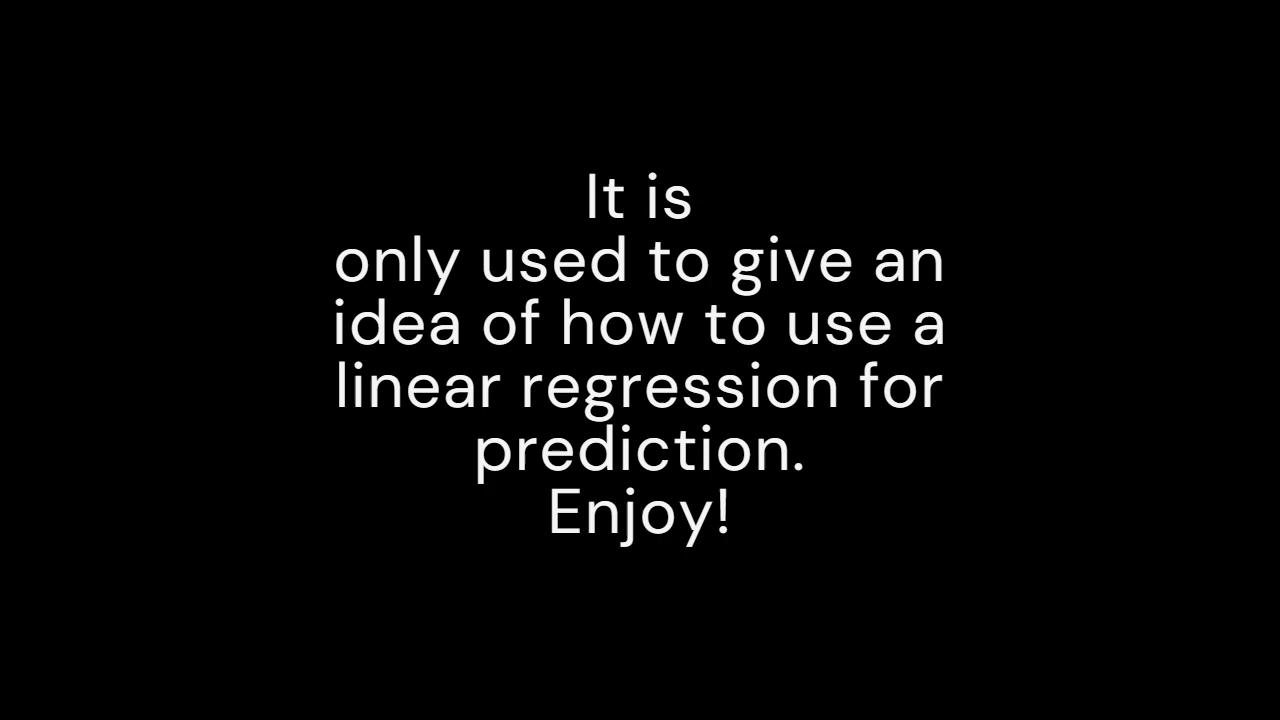 It is
only used to give an
idea of how to use a
linear regression for
prediction.
Enjoy!